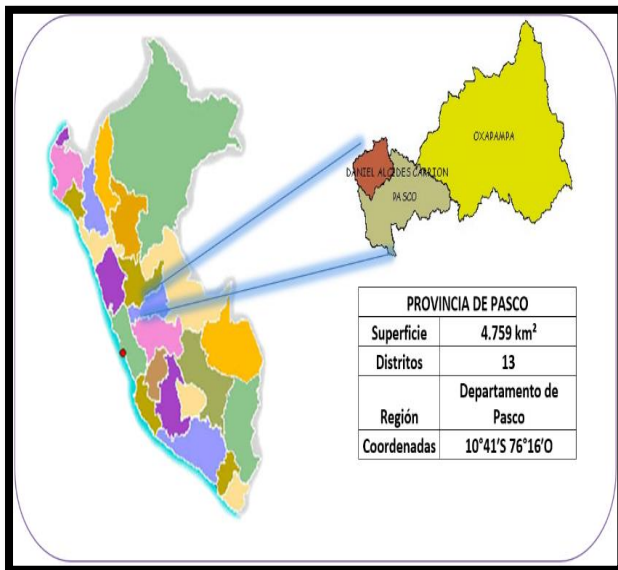 OXAPAMPA
DANIEL ALCIDES CARRION
PASCO
PROVINCIA DE PASCO
Superficie 4.759 km²
Distritos 13
Región Departamento de
Pasco
Coordenadas 10°41′S 76°16′O